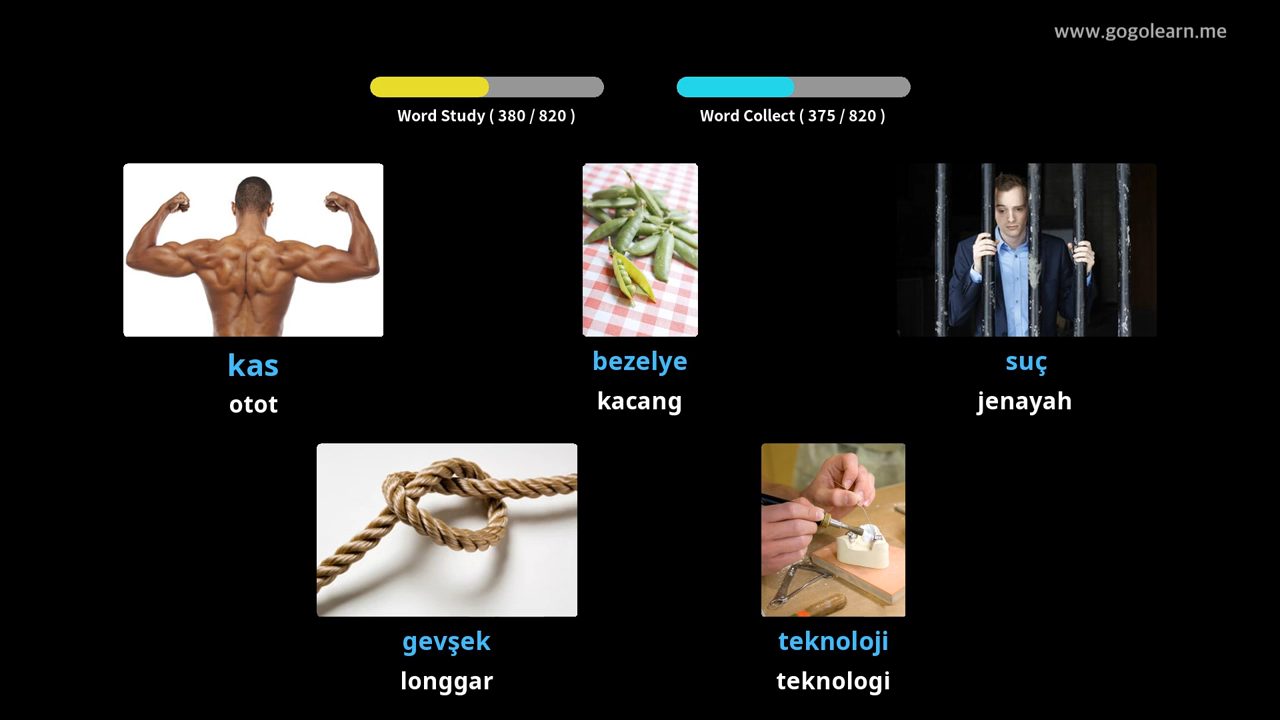 www.gogolearn.me
Word Study ( 380 / 820 )
Word Collect ( 375 / 820 )
kas
otot
bezelye
kacang
suç
jenayah
gevşek
longgar
teknoloji
teknologi